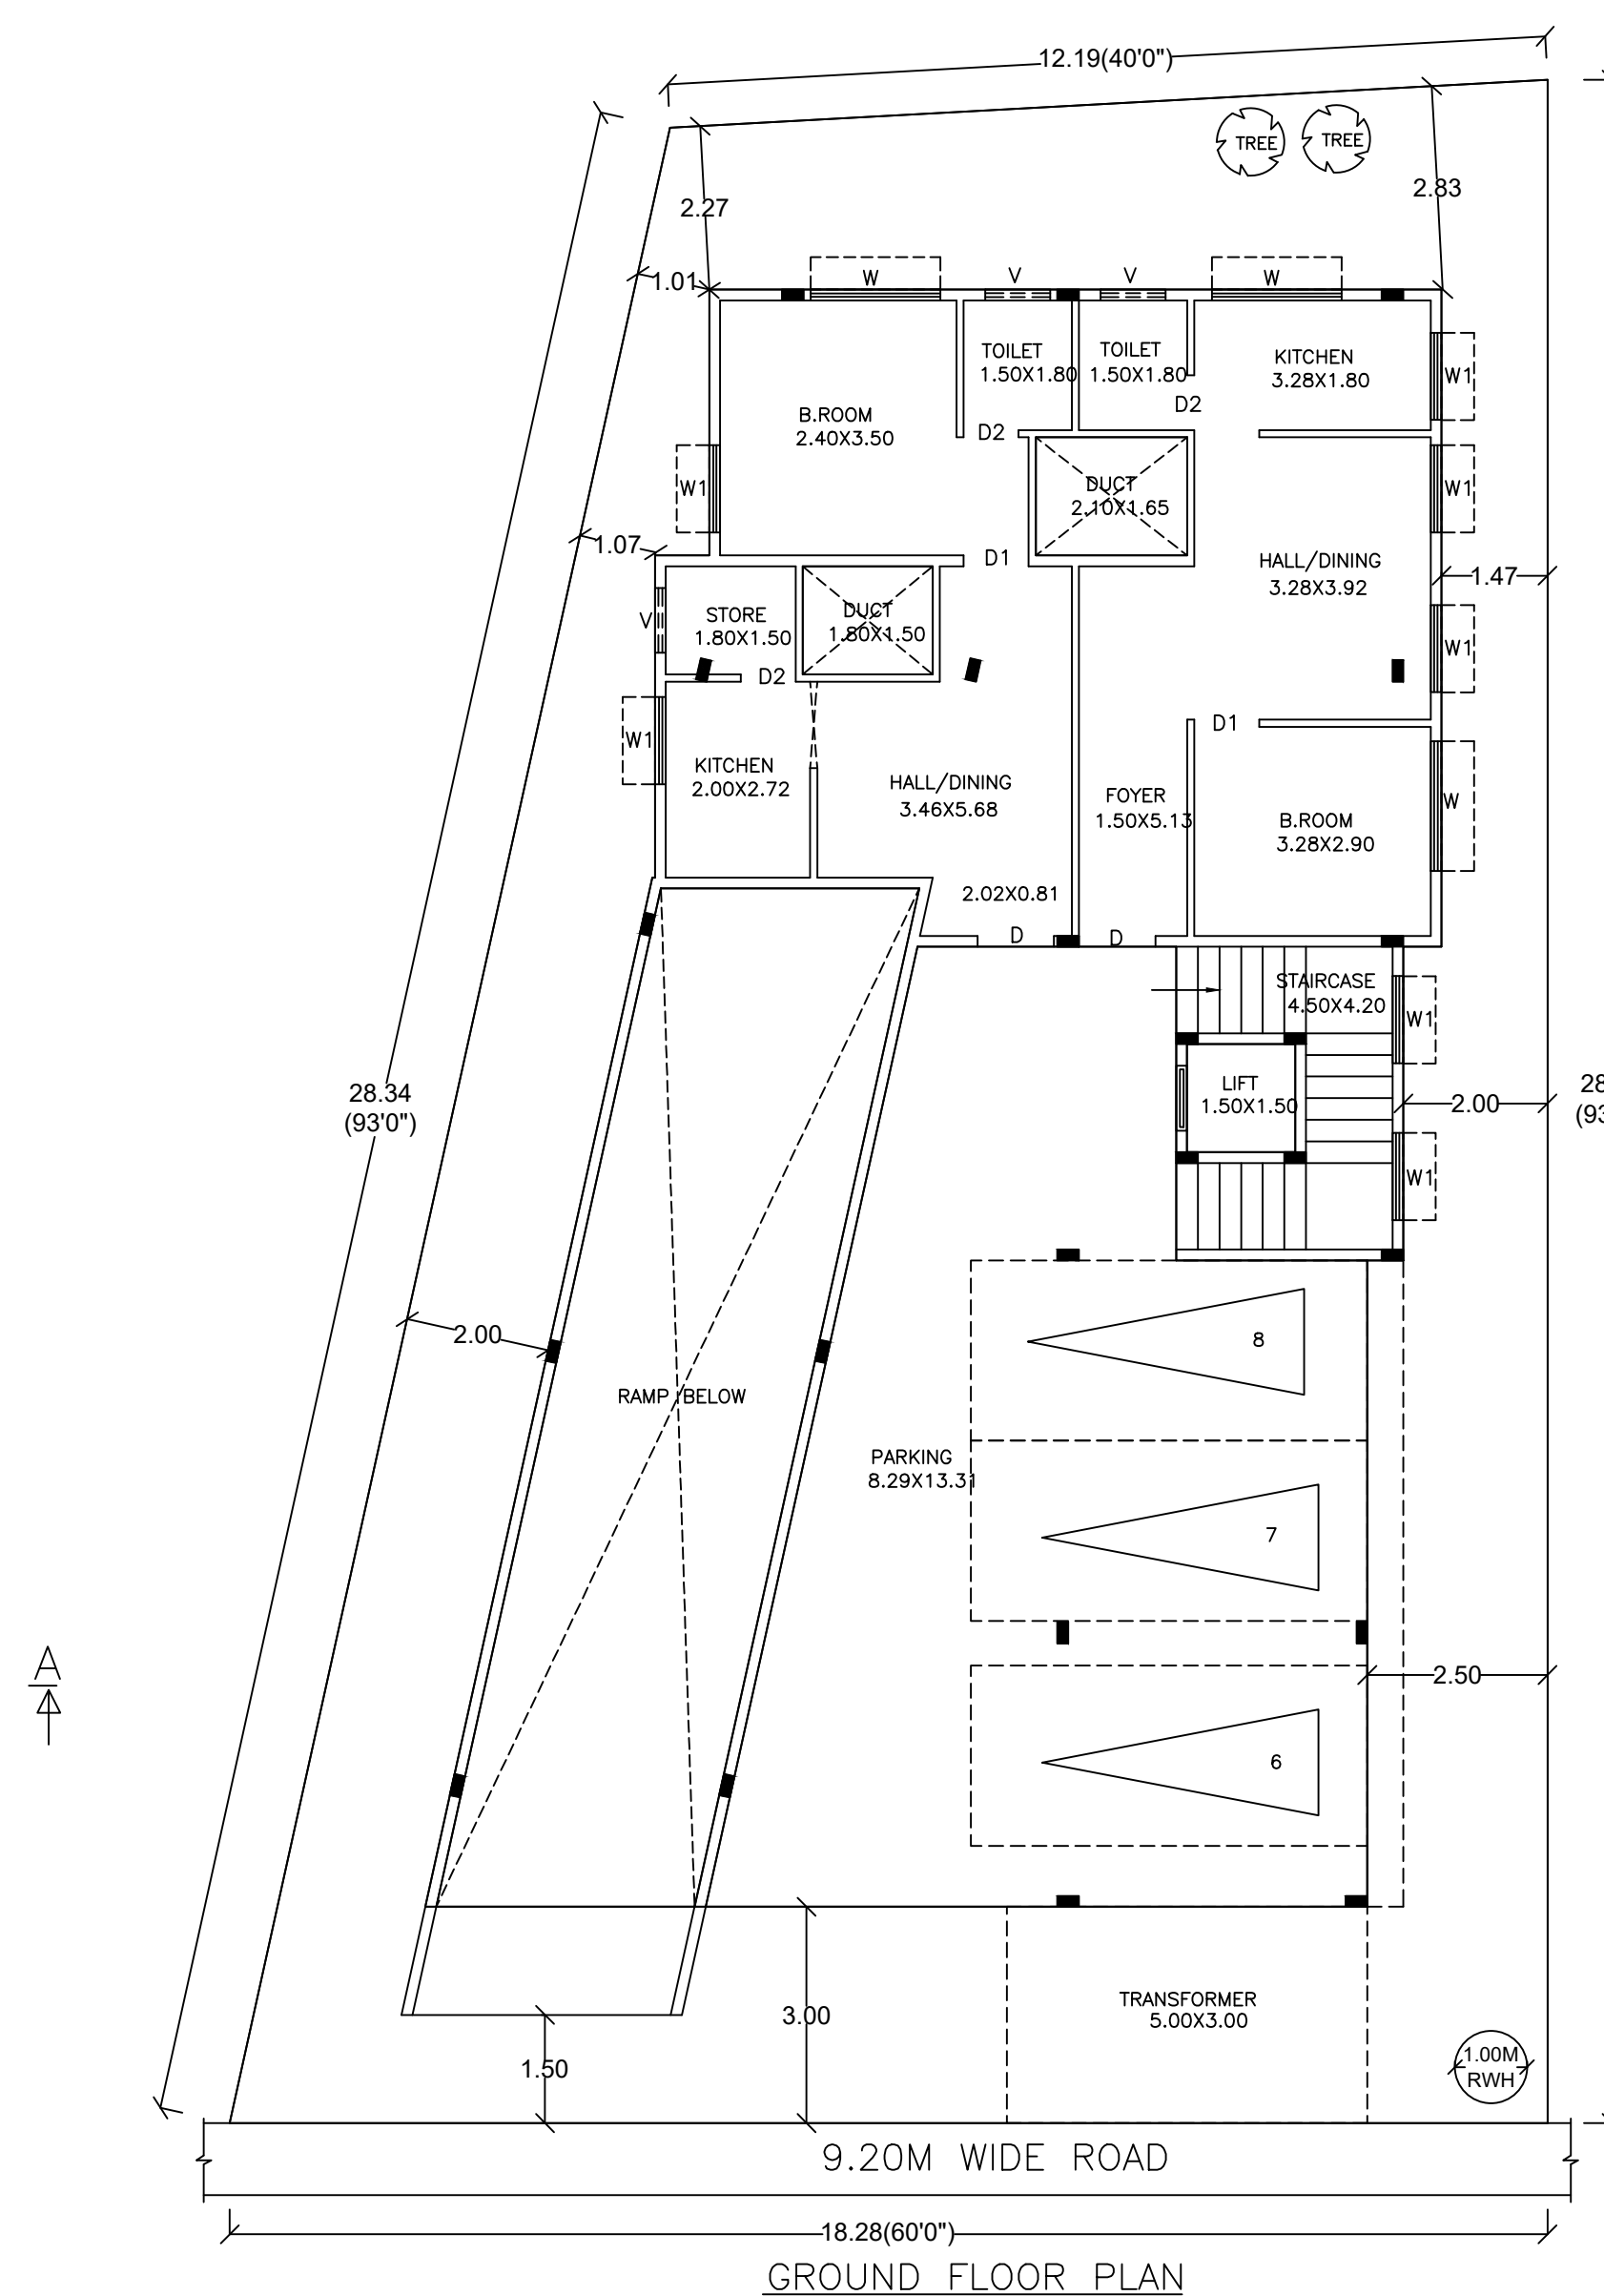 12.19(40'0")
TREE
TREE
2.27
2.83
1.01
W
V
V
W
TOILET
1.50X1.80
TOILET
1.50X1.80
KITCHEN
3.28X1.80
W1
B.ROOM
2.40X3.50
D2
D2
W1
DUCT
2.10X1.65
W1
1.07
D1
HALL/DINING
3.28X3.92
1.47
V
STORE
1.80X1.50
DUCT
1.80X1.50
W1
D2
W1
KITCHEN
2.00X2.72
HALL/DINING
3.46X5.68
FOYER
1.50X5.13
D1
B.ROOM
3.28X2.90
W
2.02X0.81
D
D
STAIRCASE
4.50X4.20
W1
28.34
(93'0")
LIFT
1.50X1.50
2.00
W1
2.00
8
RAMP BELOW
PARKING
8.29X13.31
7
A
2.50
6
3.00
TRANSFORMER
5.00X3.00
1.50
1.00M
RWH
9.20M WIDE ROAD
18.28(60'0")
GROUND FLOOR PLAN